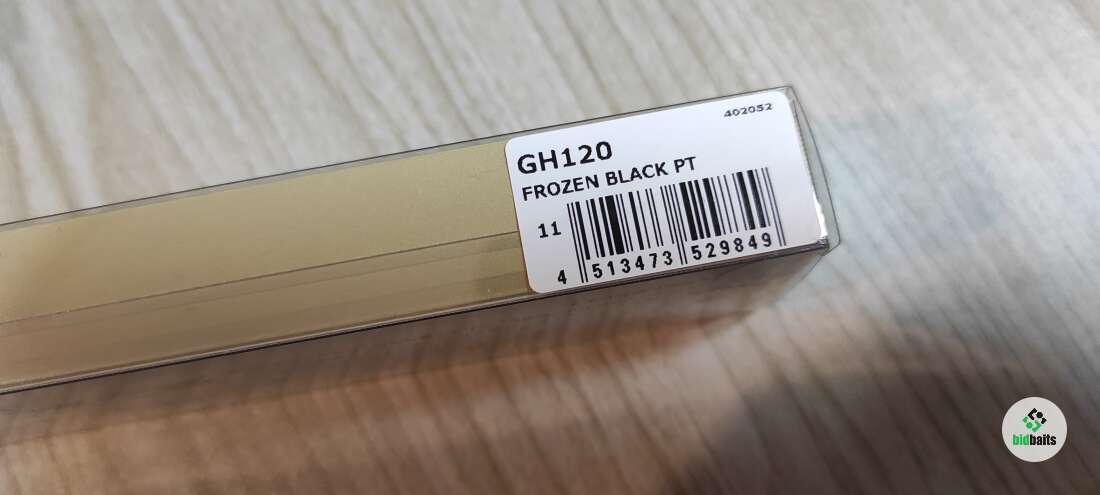 402052
GH120
FROZEN BLACK PT
11
4 513473 529849
bidbaits